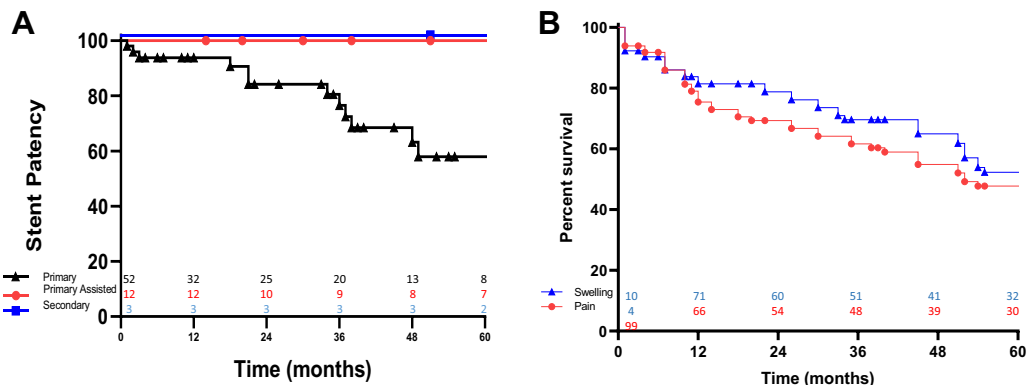 A
Stent Patency
100
80
60
40
20
0
Primary 52 32 25 20 13 8
Primary Assisted 12 12 10 9 8 7
Secondary 3 3 3 3 3 2
0 12 24 36 48 60
Time (months)
B
Percent survival
100
80
60
40
20
0
Swelling 10 71 60 51 41 32
Pain 4 66 54 48 39 30
99
0 12 24 36 48 60
Time (months)